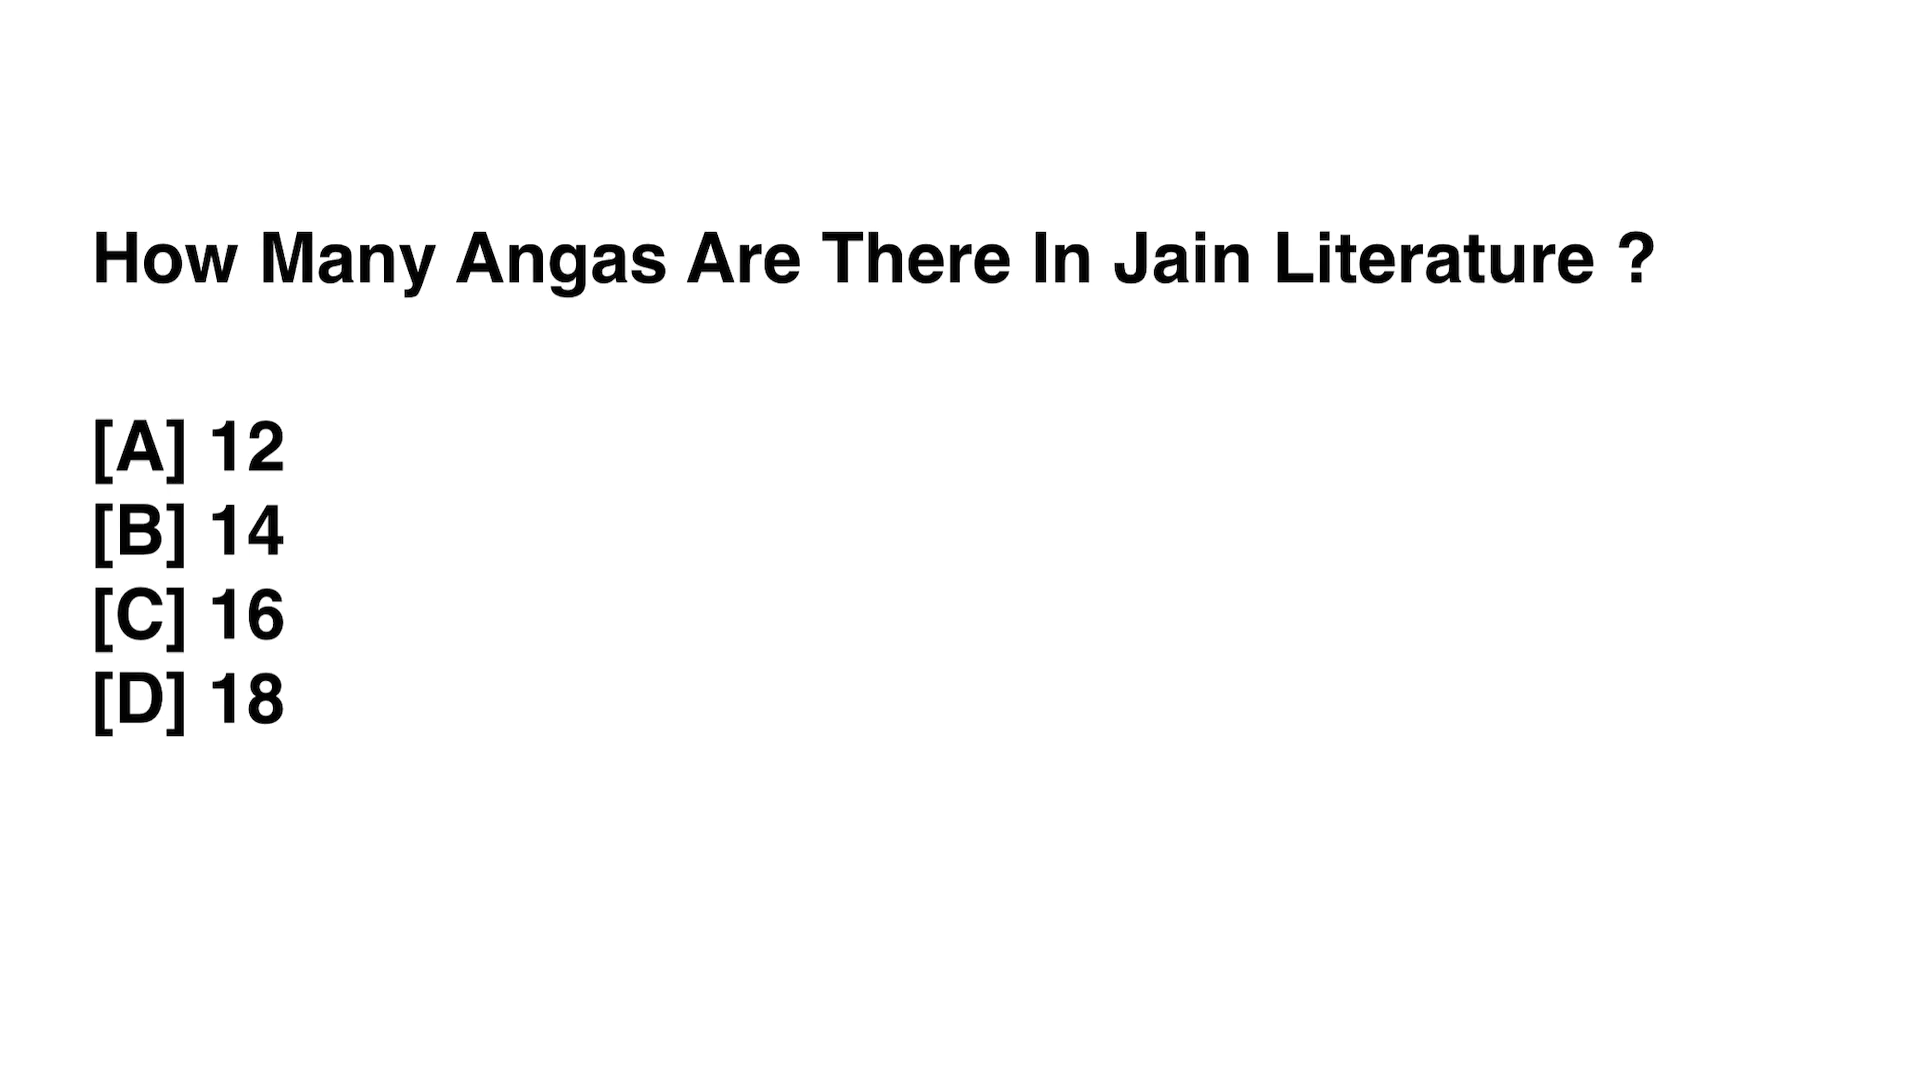 How Many Angas Are There In Jain Literature ?
[A] 12
[B] 14
[C] 16
[D] 18